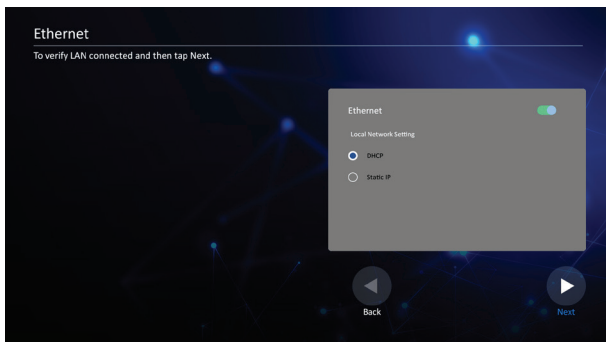 Ethernet
To verify LAN connected and then tap Next.
Ethernet
Local Network Setting
DHCP
Static IP
Back
Next